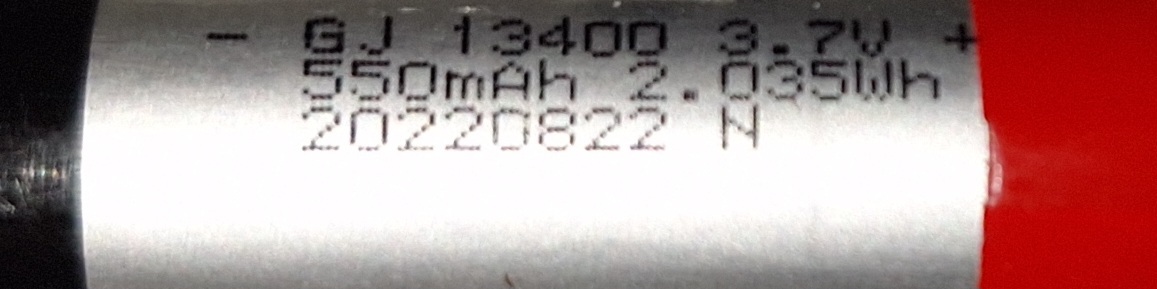 - GJ 13400 3.7V +
550mAh 2.035Wh
20220822 N